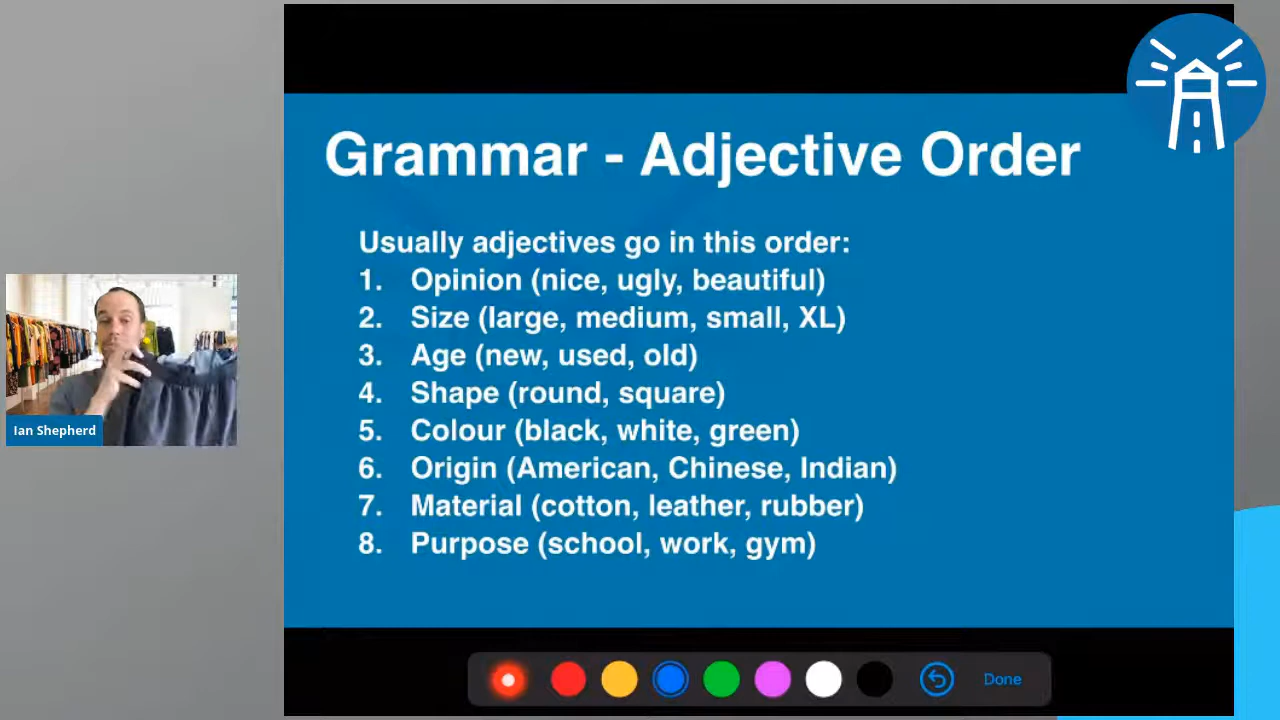 Grammar - Adjective Order
Usually adjectives go in this order:
1. Opinion (nice, ugly, beautiful)
2. Size (large, medium, small, XL)
3. Age (new, used, old)
4. Shape (round, square)
5. Colour (black, white, green)
6. Origin (American, Chinese, Indian)
7. Material (cotton, leather, rubber)
8. Purpose (school, work, gym)
Ian Shepherd
Done